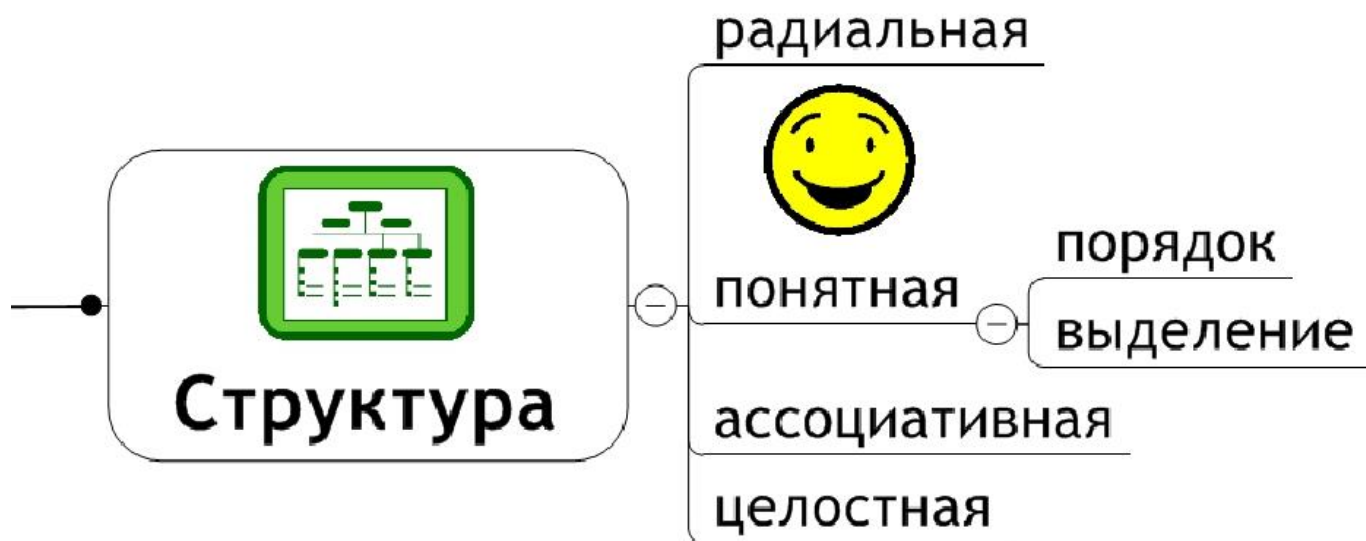 радиальная
понятная
порядок
выделение
Структура
ассоциативная
целостная